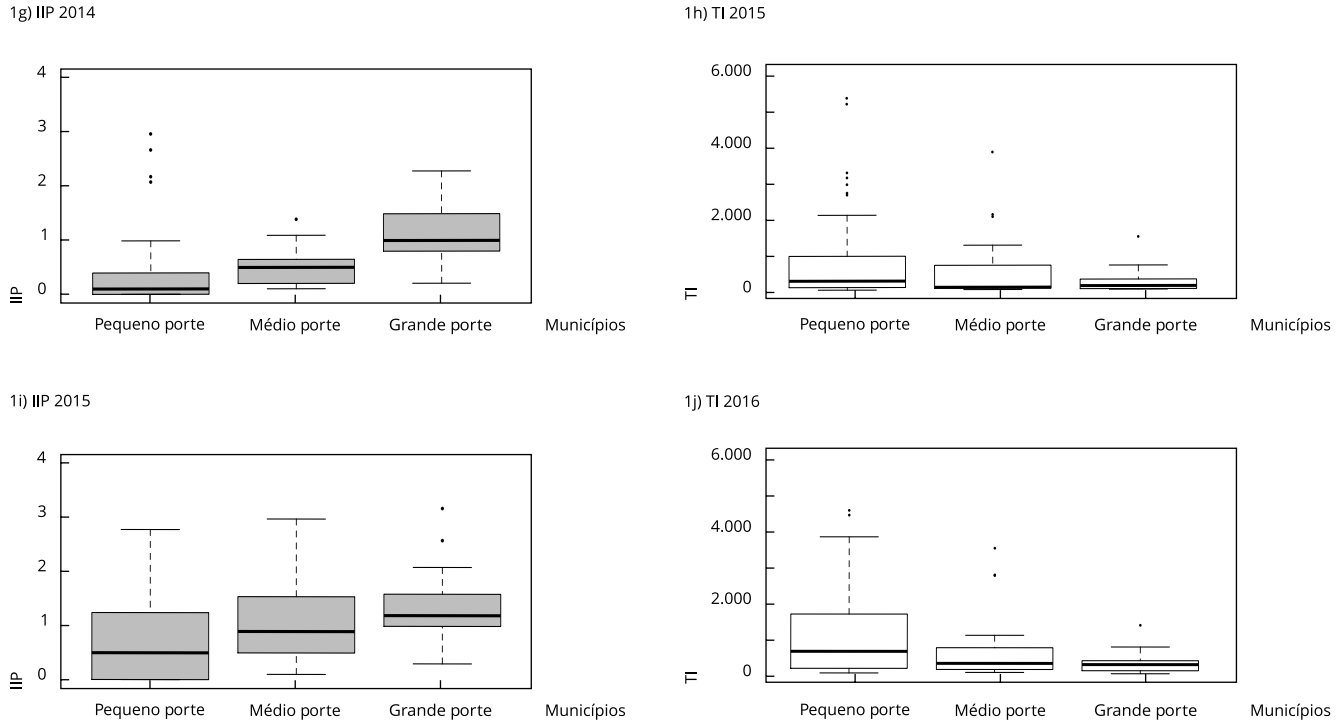 1g) IIP 2014
4
3
2
1
0
IIP
Pequeno porte Médio porte Grande porte Municípios
1h) TI 2015
6.000
4.000
2.000
0
TI
Pequeno porte Médio porte Grande porte Municípios
1i) IIP 2015
4
3
2
1
0
IIP
Pequeno porte Médio porte Grande porte Municípios
1j) TI 2016
6.000
4.000
2.000
0
TI
Pequeno porte Médio porte Grande porte Municípios